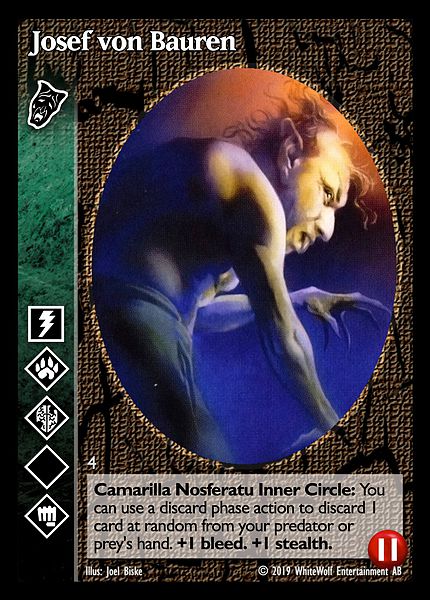 Josef von Bauren
4
Camarilla Nosferatu Inner Circle: You
can use a discard phase action to discard 1
card at random from your predator or
prey's hand. +1 bleed. +1 stealth.
11
Illus: Joel Biske © 2019 WhiteWolf Entertainment AB